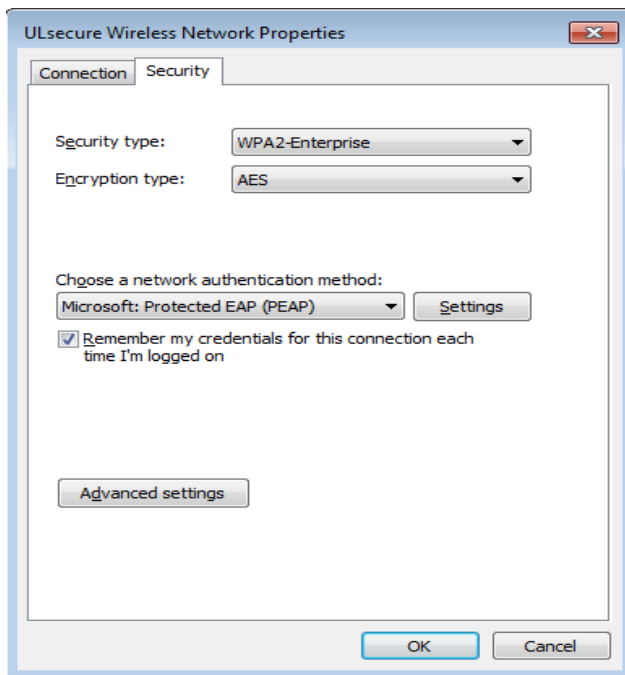 ULsecure Wireless Network Properties
Connection Security
Security type: WPA2-Enterprise
Encryption type: AES
Choose a network authentication method:
Microsoft: Protected EAP (PEAP) Settings
Remember my credentials for this connection each
time I'm logged on
Advanced settings
OK Cancel